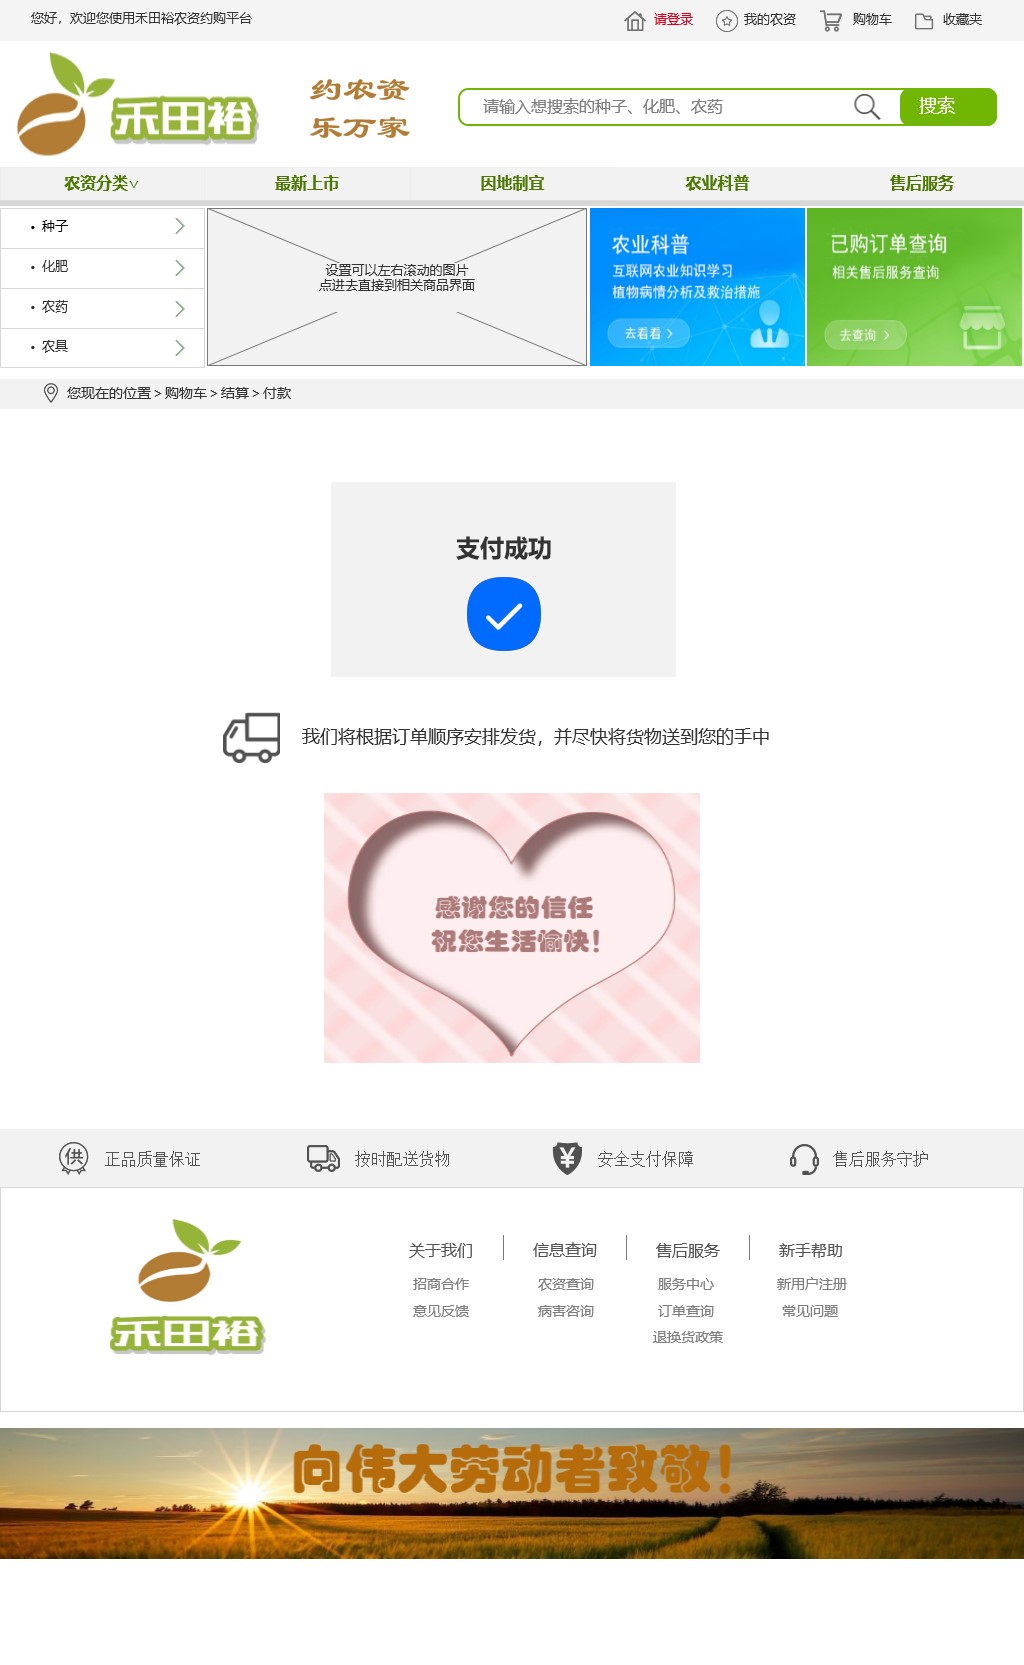 您好，欢迎您使用禾田裕农资约购平台
请登录
我的农资
购物车
收藏夹
禾田裕
约农资
乐万家
请输入想搜索的种子、化肥、农药
搜索
农资分类∨
最新上市
因地制宜
农业科普
售后服务
• 种子
• 化肥
• 农药
• 农具
设置可以左右滚动的图片
点进去直接到相关商品界面
农业科普
互联网农业知识学习
植物病情分析及救治措施
去看看 >
已购订单查询
相关售后服务查询
去查询 >
您现在的位置 > 购物车 > 结算 > 付款
支付成功
我们将根据订单顺序安排发货，并尽快将货物送到您的手中
感谢您的信任
祝您生活愉快！
供
正品质量保证
按时配送货物
¥
安全支付保障
售后服务守护
禾田裕
关于我们
招商合作
意见反馈
信息查询
农资查询
病害咨询
售后服务
服务中心
订单查询
退换货政策
新手帮助
新用户注册
常见问题
向伟大劳动者致敬！